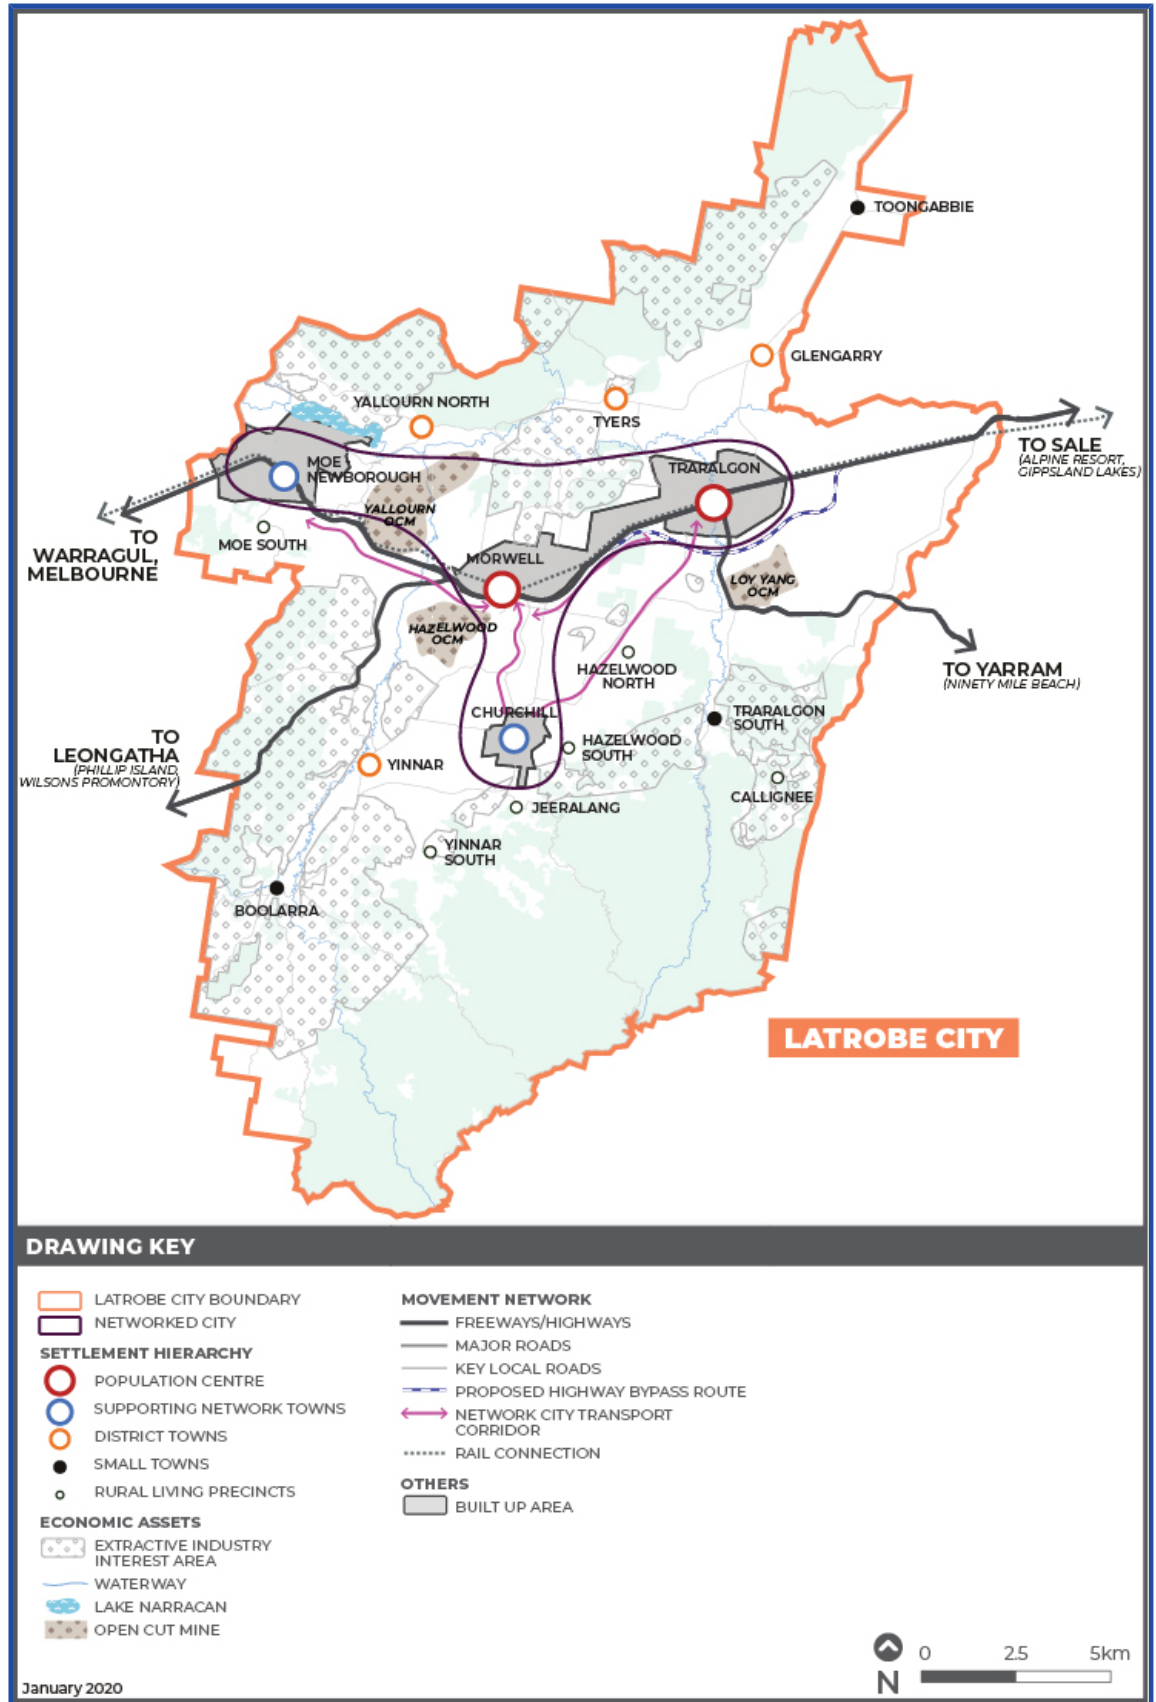 TOONGABBIE
GLENGARRY
YALLOURN NORTH
TYERS
TO SALE
(ALPINE RESORT,
GIPPSLAND LAKES)
MOE
NEWBOROUGH
TRARALGON
YALLOURN
OCM
TO
WARRAGUL,
MELBOURNE
MOE SOUTH
MORWELL
LOY YANG
OCM
HAZELWOOD
OCM
HAZELWOOD
NORTH
TO YARRAM
(NINETY MILE BEACH)
CHURCHILL
TRARALGON
SOUTH
TO
LEONGATHA
(PHILLIP ISLAND,
WILSONS PROMONTORY)
HAZELWOOD
SOUTH
YINNAR
CALLIGNEE
JEERALANG
YINNAR
SOUTH
BOOLARRA
LATROBE CITY
DRAWING KEY
LATROBE CITY BOUNDARY
NETWORKED CITY
SETTLEMENT HIERARCHY
POPULATION CENTRE
SUPPORTING NETWORK TOWNS
DISTRICT TOWNS
SMALL TOWNS
RURAL LIVING PRECINCTS
ECONOMIC ASSETS
EXTRACTIVE INDUSTRY
INTEREST AREA
WATERWAY
LAKE NARRACAN
OPEN CUT MINE
MOVEMENT NETWORK
FREEWAYS/HIGHWAYS
MAJOR ROADS
KEY LOCAL ROADS
PROPOSED HIGHWAY BYPASS ROUTE
NETWORK CITY TRANSPORT
CORRIDOR
RAIL CONNECTION
OTHERS
BUILT UP AREA
0 2.5 5km
N
January 2020